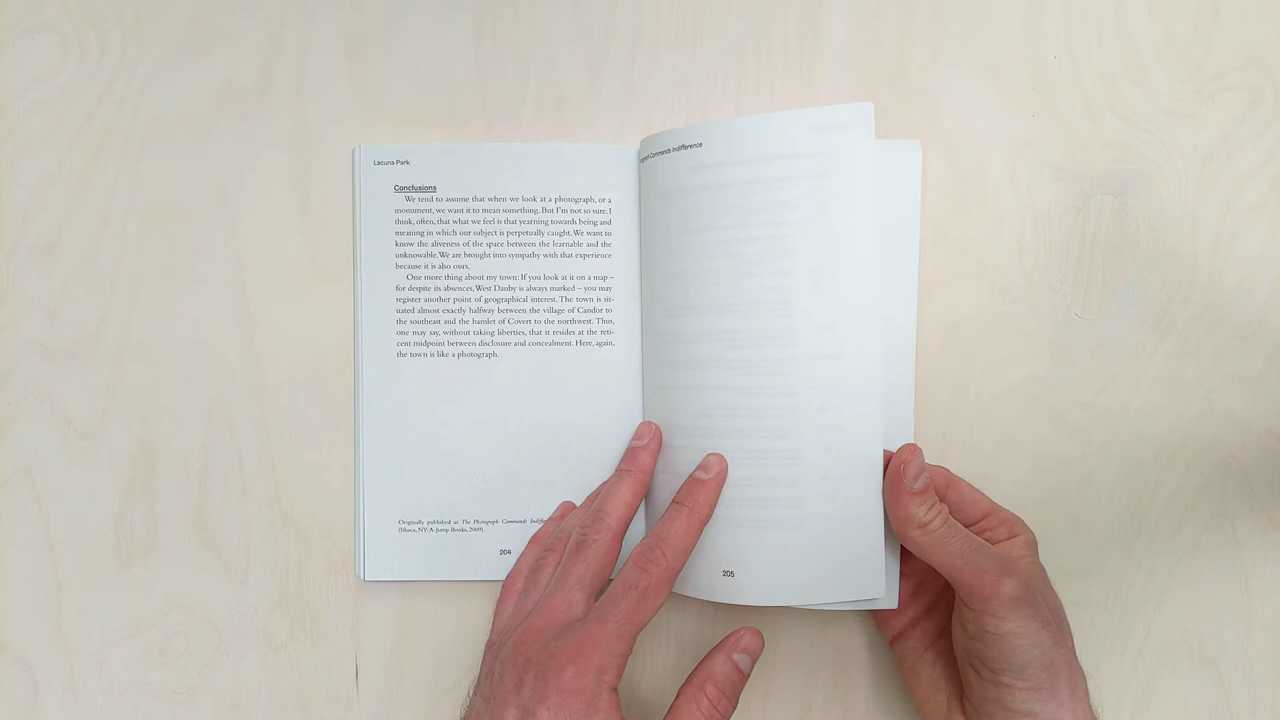 Lacuna Park
Conclusions
We tend to assume that when we look at a photograph, or a
monument, we want it to mean something. But I'm not so sure. I
think, often, that what we feel is that yearning towards being and
meaning in which our subject is perpetually caught. We want to
know the aliveness of the space between the learnable and the
unknowable. We are brought into sympathy with that experience
because it is also ours.
One more thing about my town: If you look at it on a map –
for despite its absences, West Danby is always marked – you may
register another point of geographical interest. The town is sit-
uated almost exactly halfway between the village of Candor to
the southeast and the hamlet of Covert to the northwest. Thus,
one may say, without taking liberties, that it resides at the reti-
cent midpoint between disclosure and concealment. Here, again,
the town is like a photograph.
Originally published as The Photograph Commands
(Ithaca, NY: A-Jump Books, 2009).
204
Commands Indifference
205